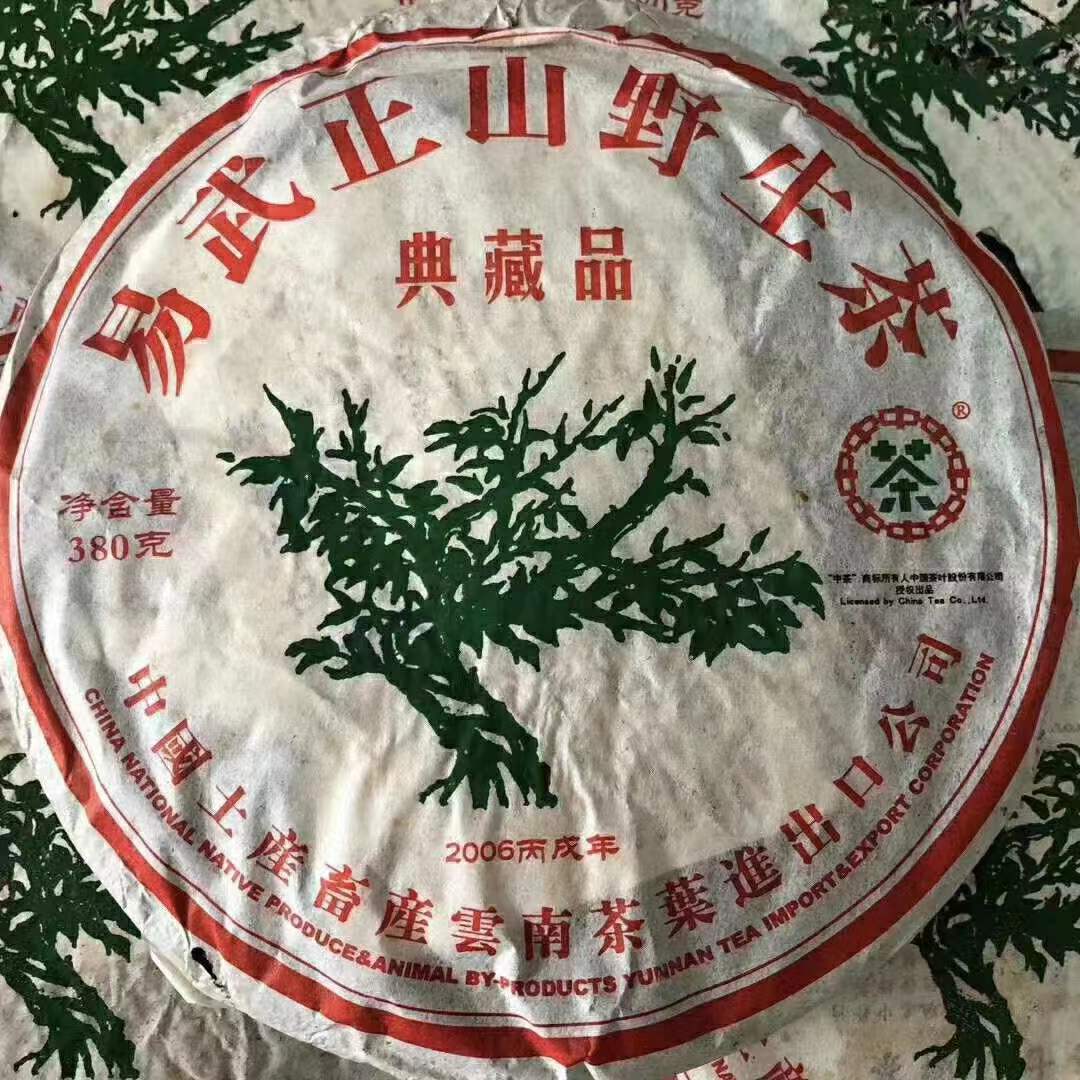 易武正山野生茶
典藏品
净含量
380克
茶
®
"中茶":商标所有人中国茶叶股份有限公司
授权出品
Licensed by China Tea Co.,Ltd.
2006丙戌年
中國土産畜産雲南茶葉進出口公司
CHINA NATIONAL NATIVE PRODUCE&ANIMAL BY-PRODUCTS YUNNAN TEA IMPORT&EXPORT CORPORATION